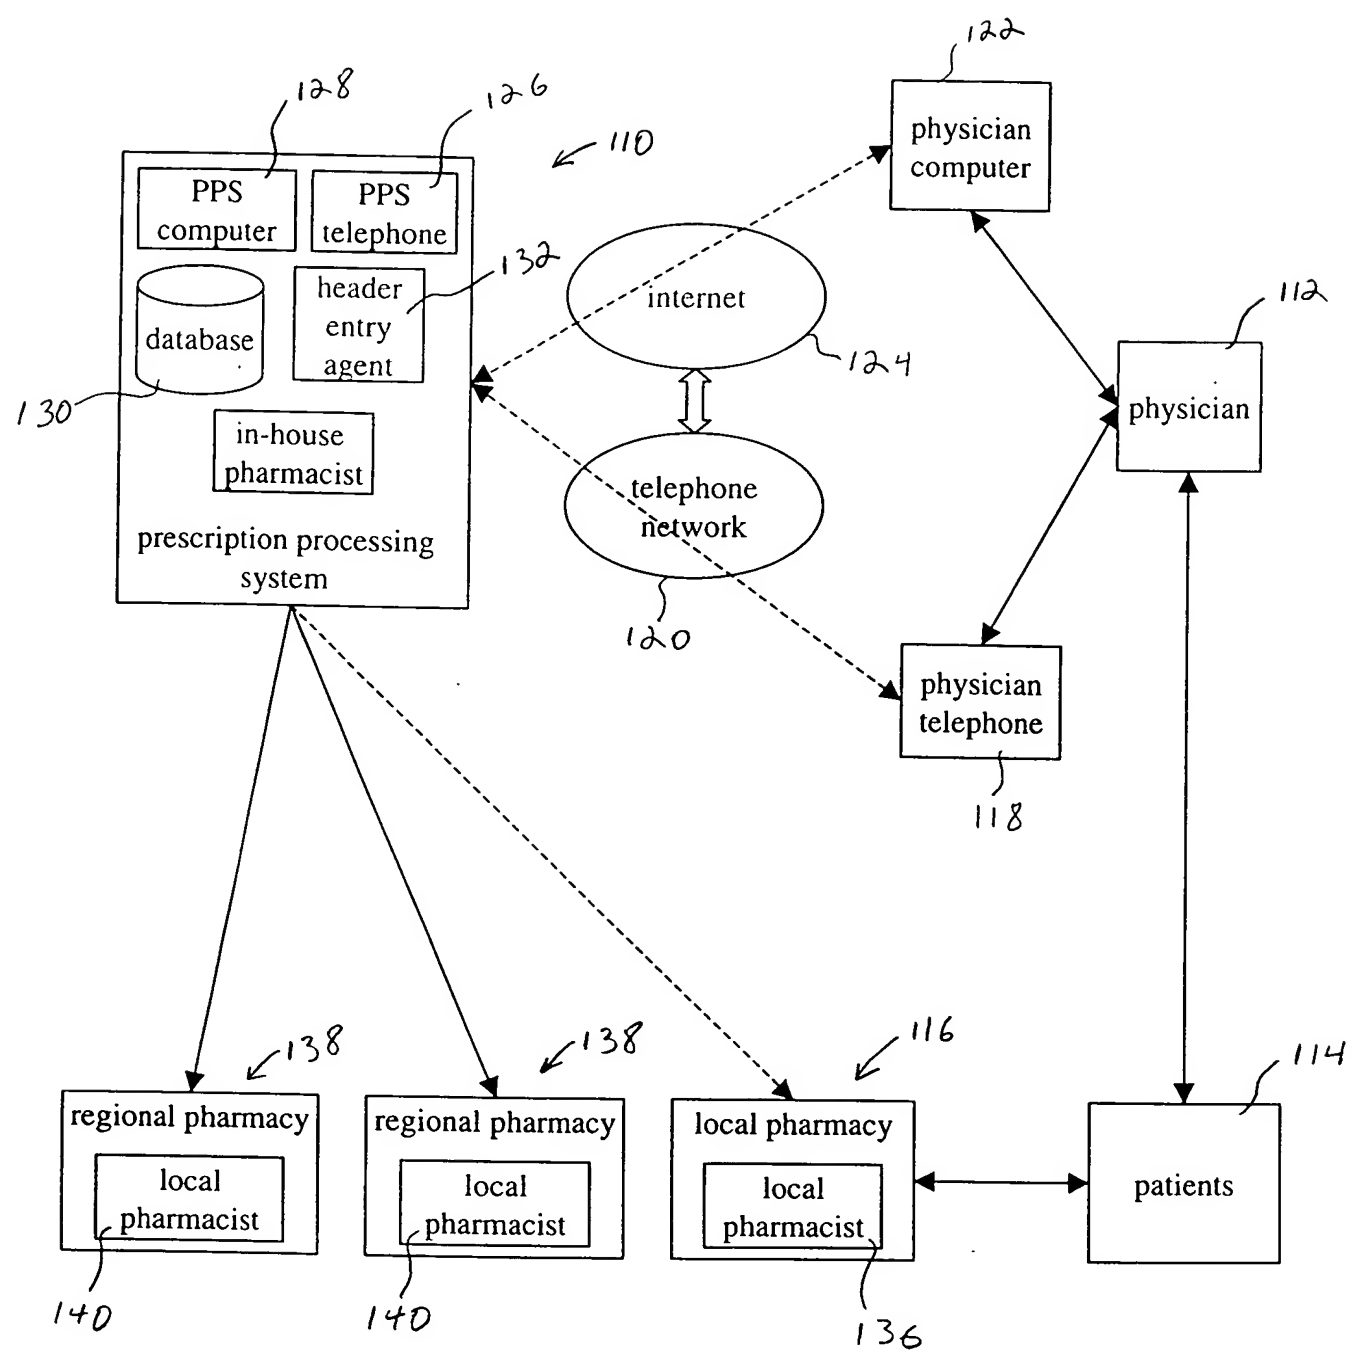 122
128
126
110
physician
computer
PPS
computer
PPS
telephone
132
header
entry
agent
internet
112
database
124
130
physician
in-house
pharmacist
telephone
network
prescription processing
system
120
physician
telephone
118
138
138
116
114
regional pharmacy
local
pharmacist
regional pharmacy
local
pharmacist
local pharmacy
local
pharmacist
patients
140
140
136